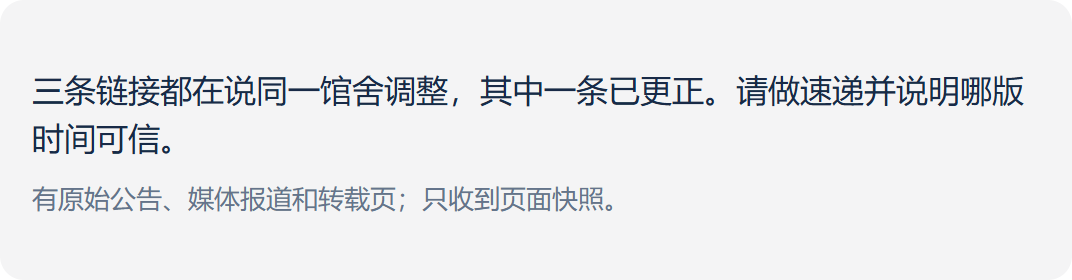 三条链接都在说同一馆舍调整，其中一条已更正。请做速递并说明哪版
时间可信。
有原始公告、媒体报道和转载页；只收到页面快照。